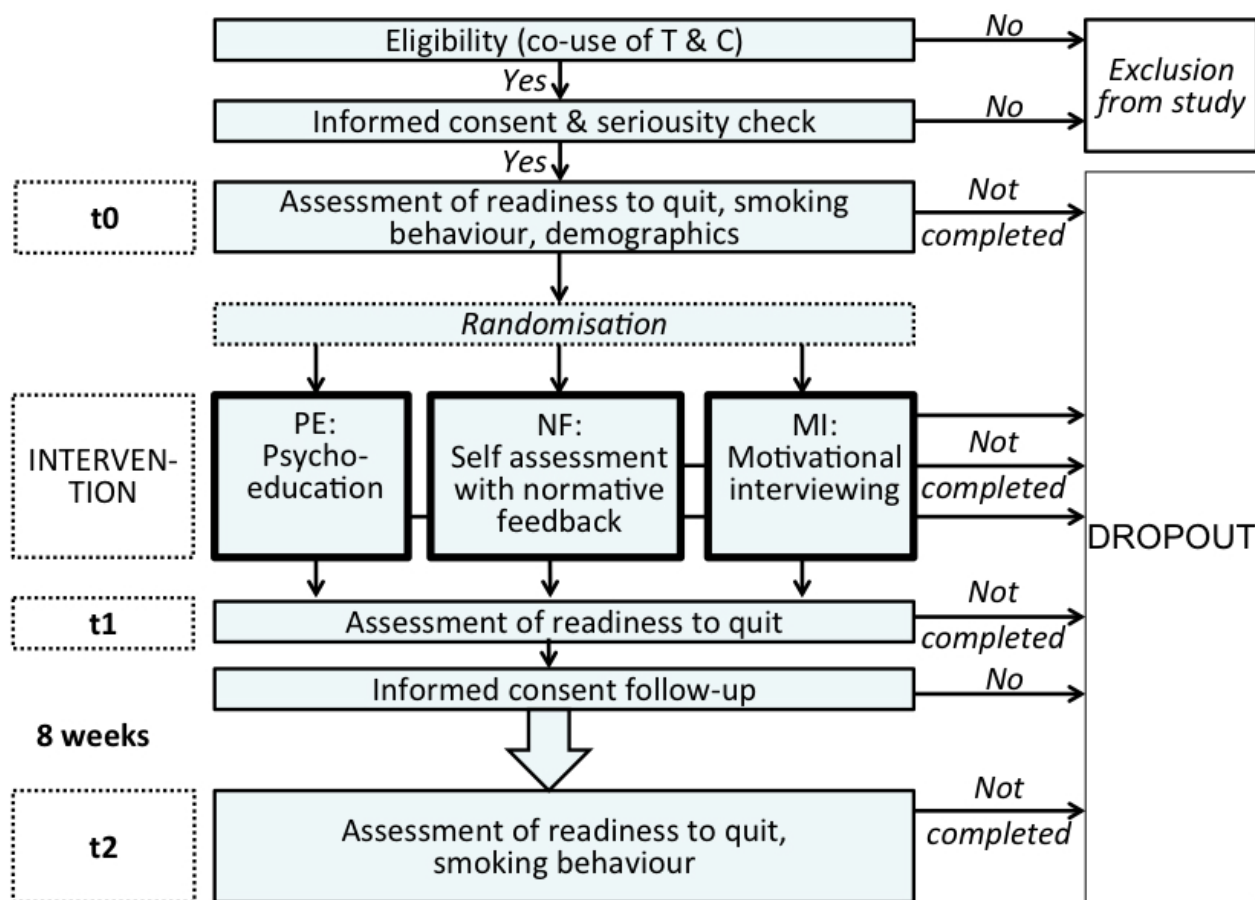 Eligibility (co-use of T & C)
No
Exclusion
from study
Yes
Informed consent & seriousity check
No
Yes
t0
Assessment of readiness to quit, smoking
behaviour, demographics
Not
completed
Randomisation
INTERVEN-
TION
PE:
Psycho-
education
NF:
Self assessment
with normative
feedback
MI:
Motivational
interviewing
Not
completed
DROPOUT
t1
Assessment of readiness to quit
Not
completed
Informed consent follow-up
No
8 weeks
t2
Assessment of readiness to quit,
smoking behaviour
Not
completed